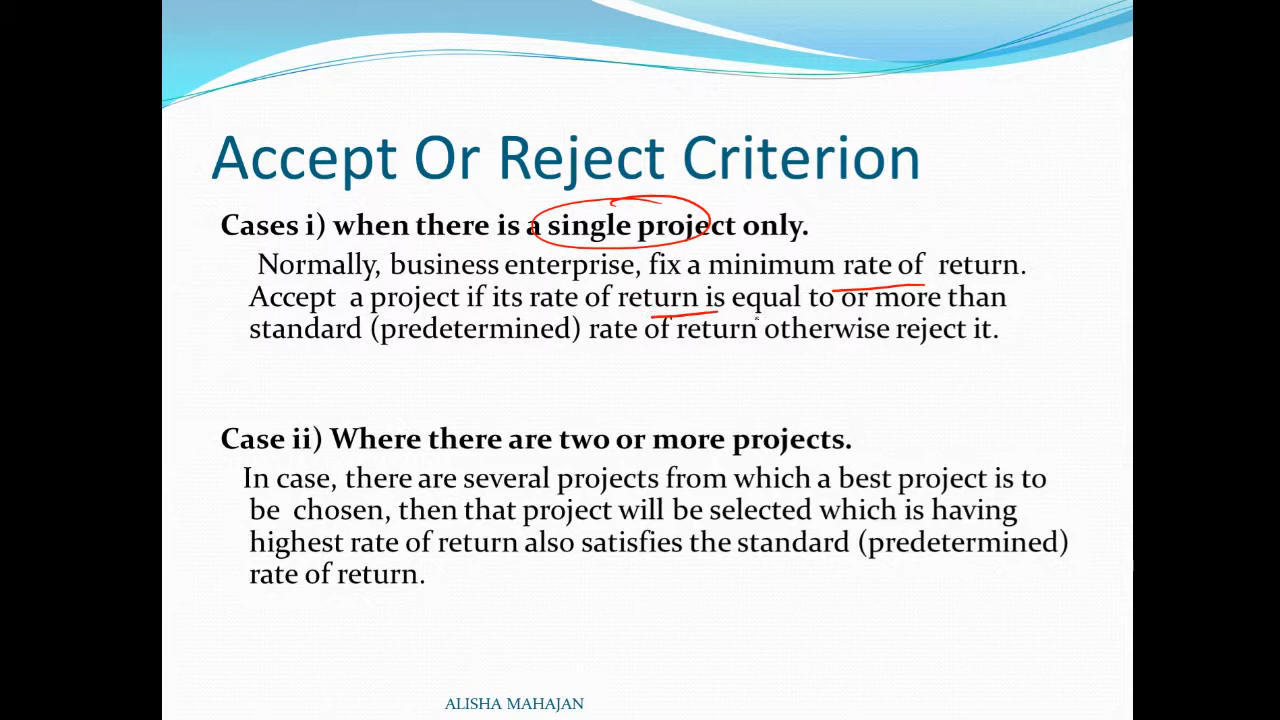 Accept Or Reject Criterion
Cases i) when there is a single project only.
Normally, business enterprise, fix a minimum rate of return.
Accept a project if its rate of return is equal to or more than
standard (predetermined) rate of return otherwise reject it.
Case ii) Where there are two or more projects.
In case, there are several projects from which a best project is to
be chosen, then that project will be selected which is having
highest rate of return also satisfies the standard (predetermined)
rate of return.
ALISHA MAHAJAN